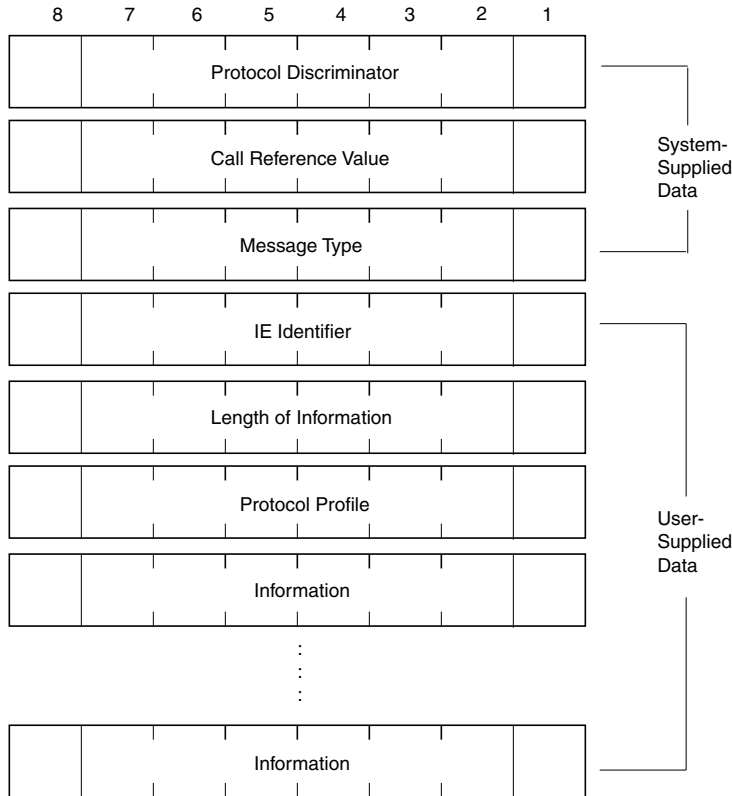 8 7 6 5 4 3 2 1
Protocol Discriminator
Call Reference Value
System-
Supplied
Data
Message Type
IE Identifier
Length of Information
Protocol Profile
User-
Supplied
Data
Information
:
:
:
Information